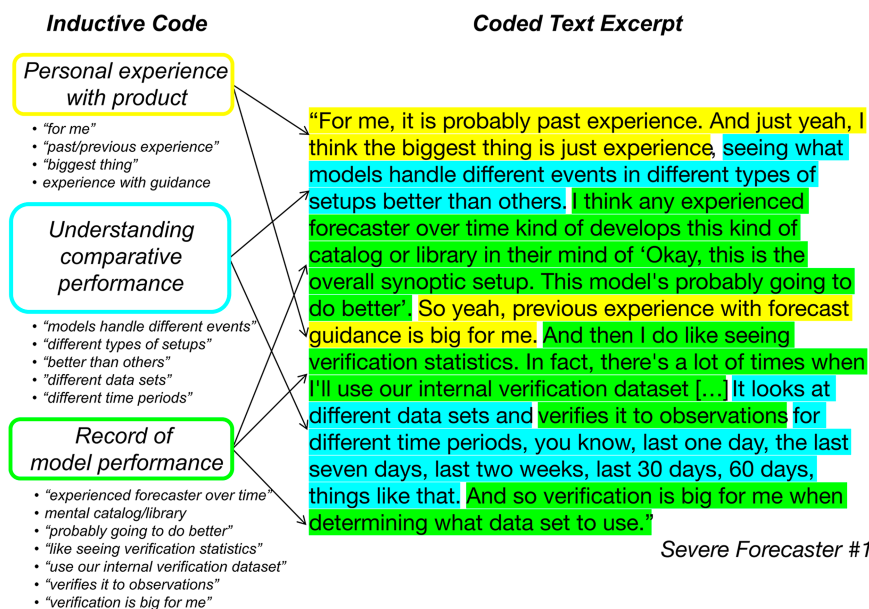 Inductive Code
Coded Text Excerpt
Personal experience
with product
• “for me”
• “past/previous experience”
• “biggest thing”
• experience with guidance
Understanding
comparative
performance
• “models handle different events”
• “different types of setups”
• “better than others”
• ”different data sets”
• “different time periods”
Record of
model performance
• “experienced forecaster over time”
• mental catalog/library
• “probably going to do better”
• “like seeing verification statistics”
• “use our internal verification dataset”
• “verifies it to observations”
• “verification is big for me”
“For me, it is probably past experience. And just yeah, I
think the biggest thing is just experience, seeing what
models handle different events in different types of
setups better than others. I think any experienced
forecaster over time kind of develops this kind of
catalog or library in their mind of ‘Okay, this is the
overall synoptic setup. This model's probably going to
do better’. So yeah, previous experience with forecast
guidance is big for me. And then I do like seeing
verification statistics. In fact, there's a lot of times when
I'll use our internal verification dataset […] It looks at
different data sets and verifies it to observations for
different time periods, you know, last one day, the last
seven days, last two weeks, last 30 days, 60 days,
things like that. And so verification is big for me when
determining what data set to use.”
Severe Forecaster #1